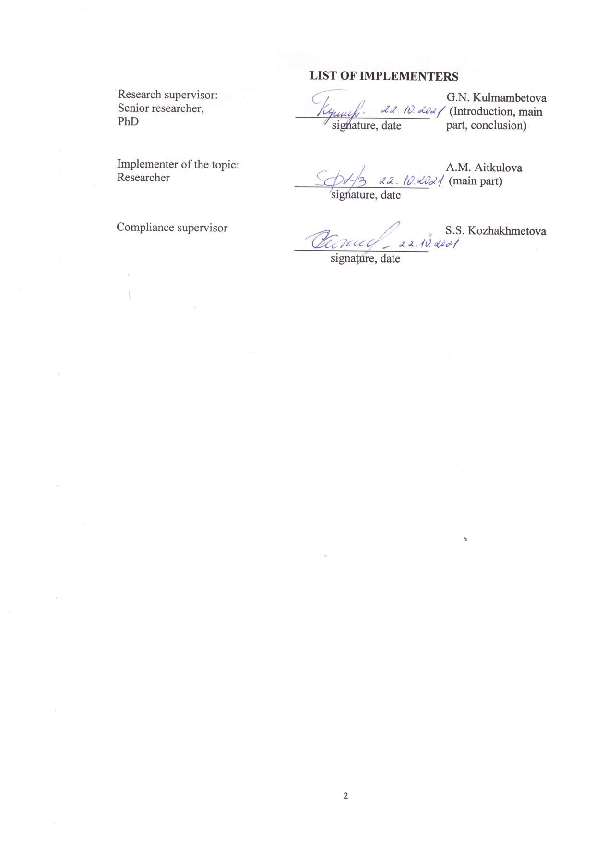 LIST OF IMPLEMENTERS
Research supervisor:
Senior researcher,
PhD
22.10.2021
signature, date
G.N. Kulmambetova
(Introduction, main
part, conclusion)
Implementer of the topic:
Researcher
22.10.2021
signature, date
A.M. Aitkulova
(main part)
Compliance supervisor
22.10.2021
signature, date
S.S. Kozhakhmetova
2